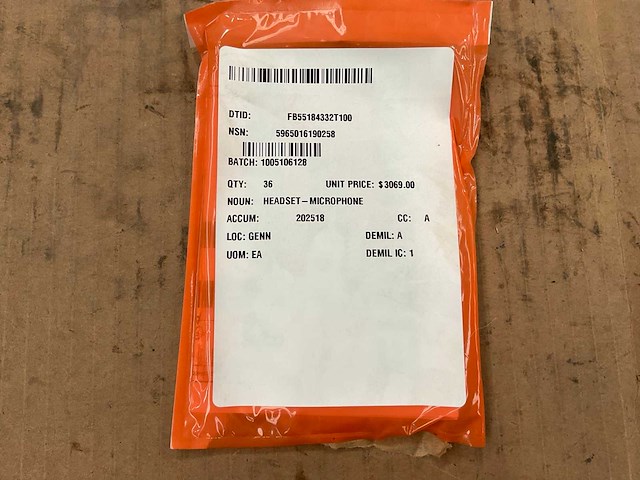 DTID: FB55184332T100
NSN: 5965016190258
BATCH: 1005106128
QTY: 36 UNIT PRICE: $3069.00
NOUN: HEADSET-MICROPHONE
ACCUM: 202518 CC: A
LOC: GENN DEMIL: A
UOM: EA DEMIL IC: 1